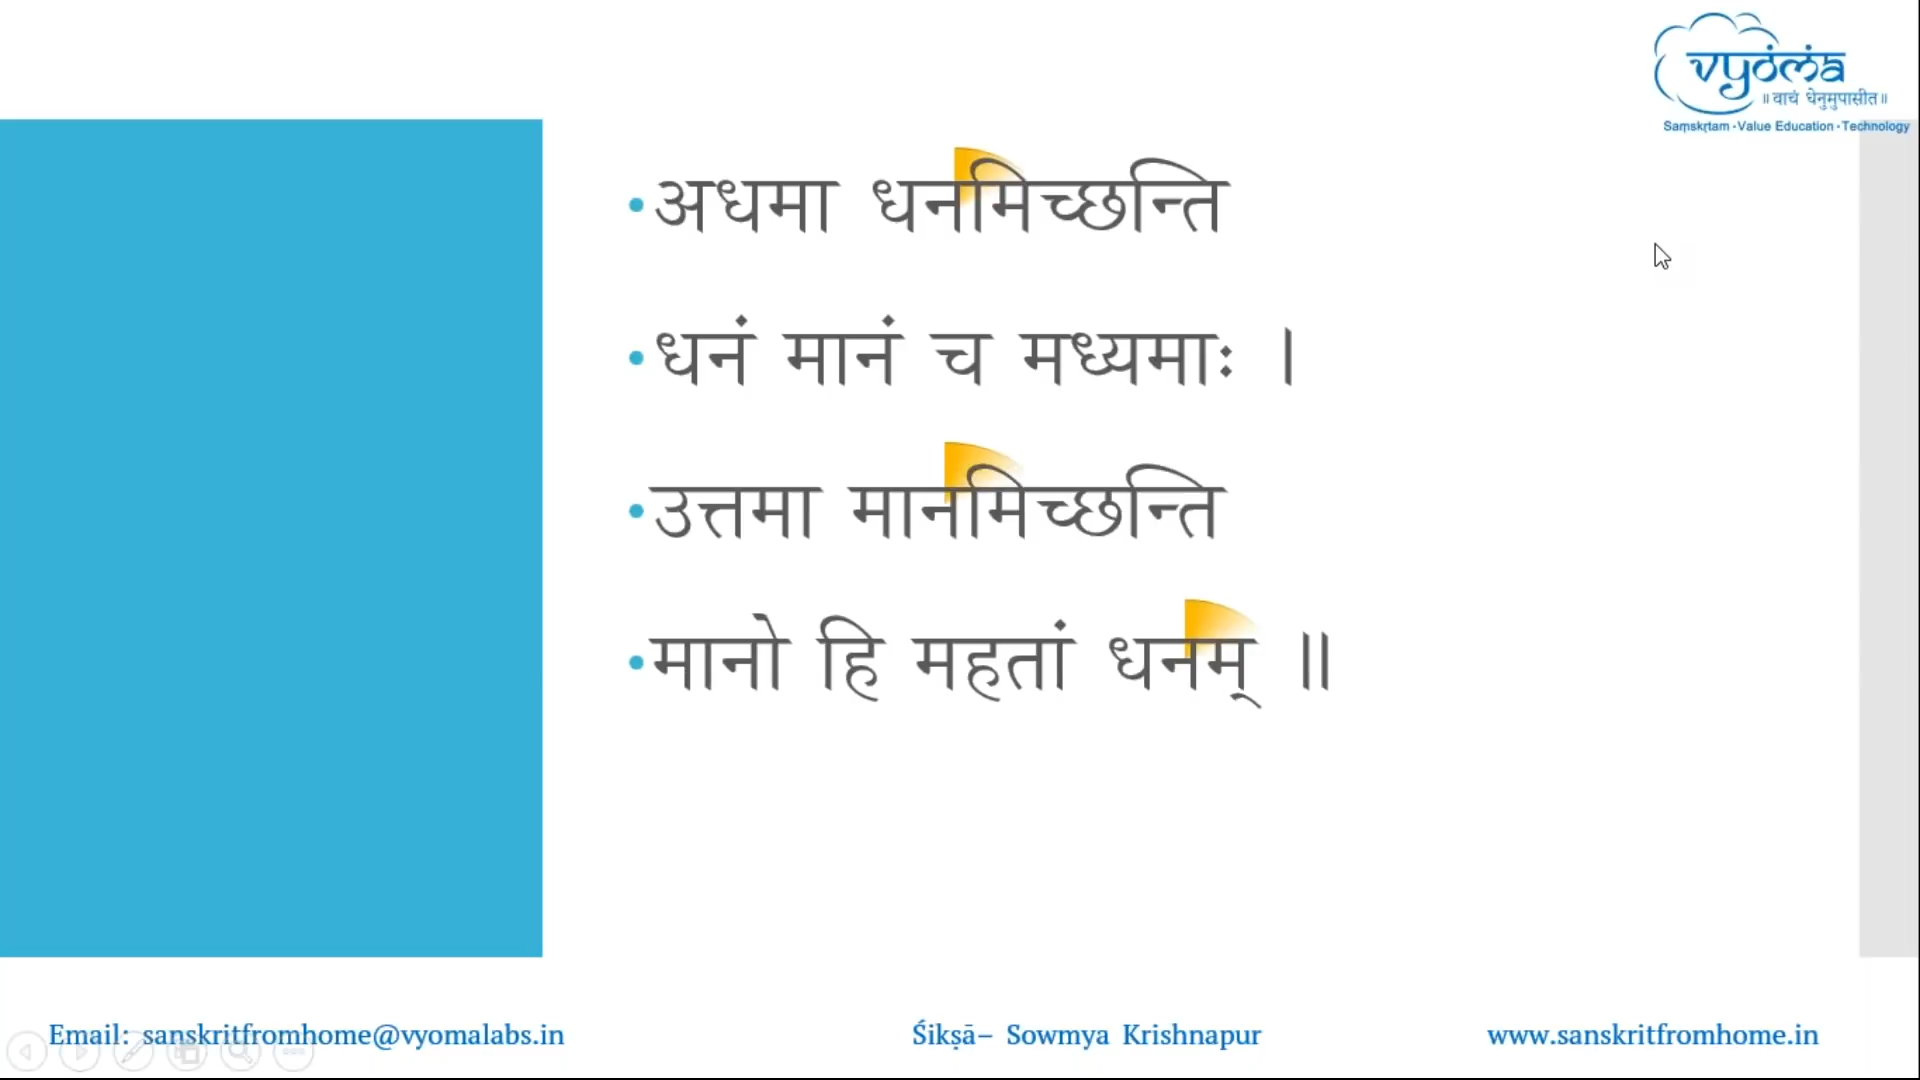 vyoma
॥ वाचं धेनुमुपासीत॥
Saṃskṛtam - Value Education - Technology
• अधमा धनमिच्छन्ति
• धनं मानं च मध्यमाः ।
• उत्तमा मानमिच्छन्ति
• मानो हि महतां धनम् ॥
Email: sanskritfromhome@vyomalabs.in
Śikṣā– Sowmya Krishnapur
www.sanskritfromhome.in